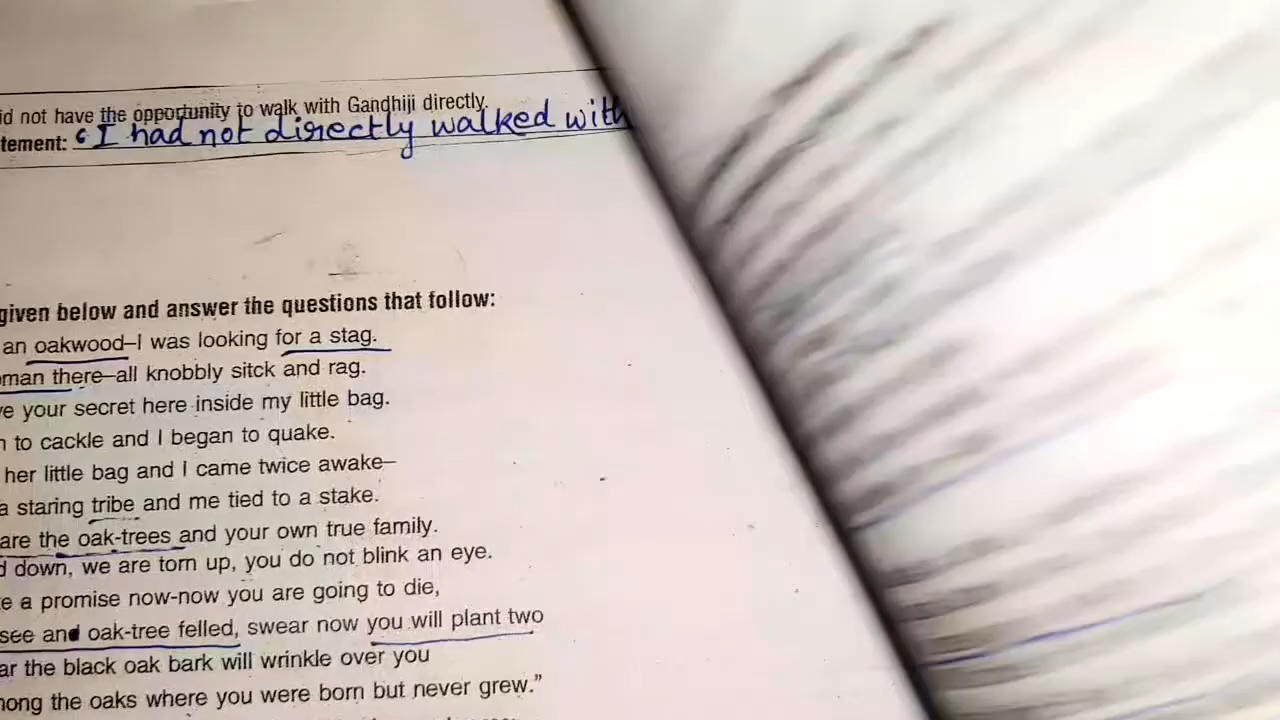 did not have the opportunity to walk with Gandhiji directly.
tement: "I had not directly walked with
given below and answer the questions that follow:
an oakwood–I was looking for a stag.
man there–all knobbly sitck and rag.
your secret here inside my little bag.
to cackle and I began to quake.
her little bag and I came twice awake–
a staring tribe and me tied to a stake.
are the oak-trees and your own true family.
down, we are torn up, you do not blink an eye.
a promise now-now you are going to die,
see and oak-tree felled, swear now you will plant two
the black oak bark will wrinkle over you
the oaks where you were born but never grew."